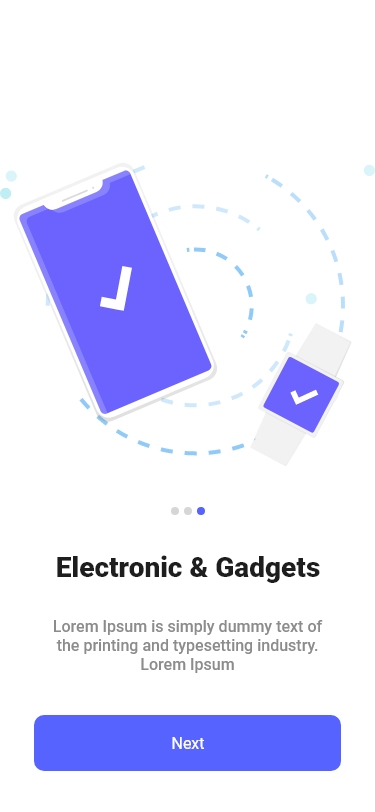 Electronic & Gadgets
Lorem Ipsum is simply dummy text of
the printing and typesetting industry.
Lorem Ipsum
Next